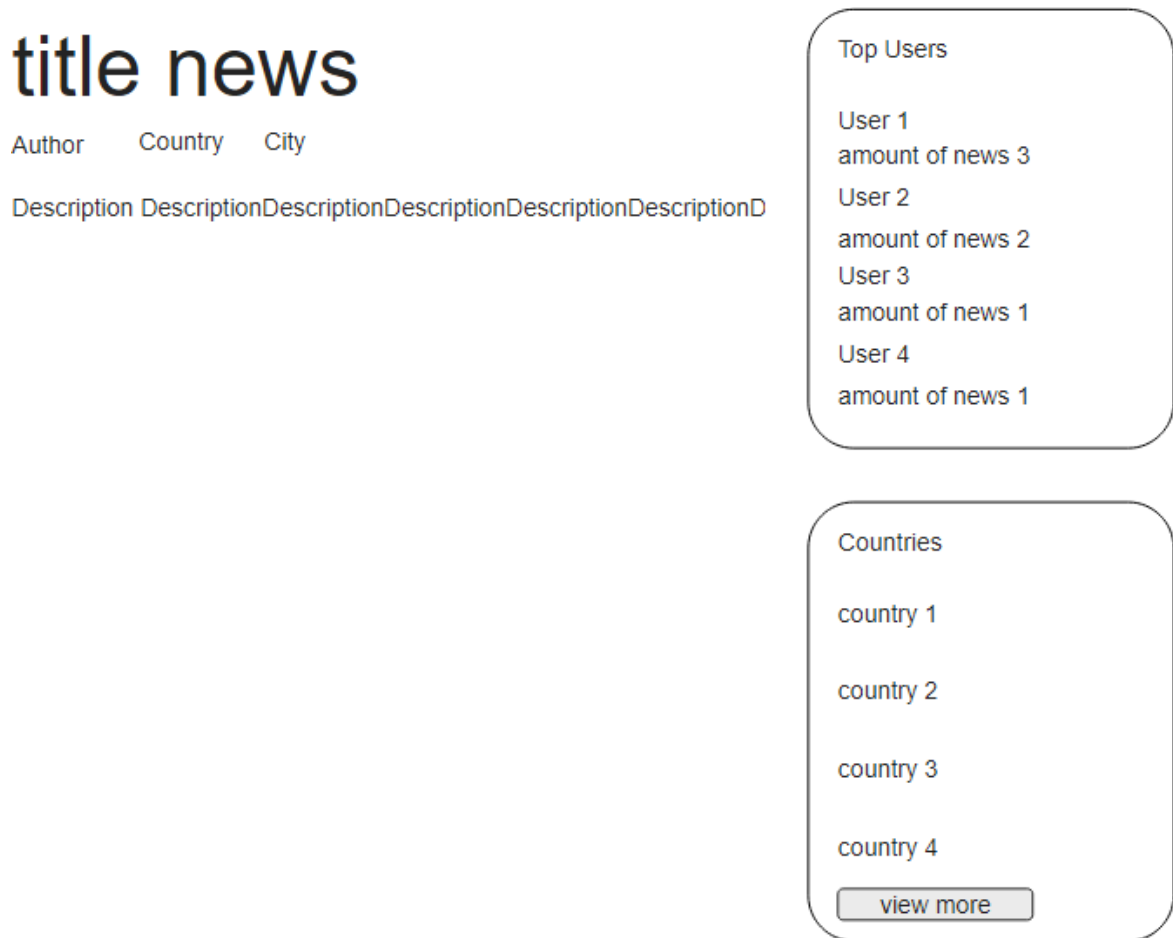 title news
Author Country City
Description DescriptionDescriptionDescriptionDescriptionDescriptionD
Top Users
User 1
amount of news 3
User 2
amount of news 2
User 3
amount of news 1
User 4
amount of news 1
Countries
country 1
country 2
country 3
country 4
view more